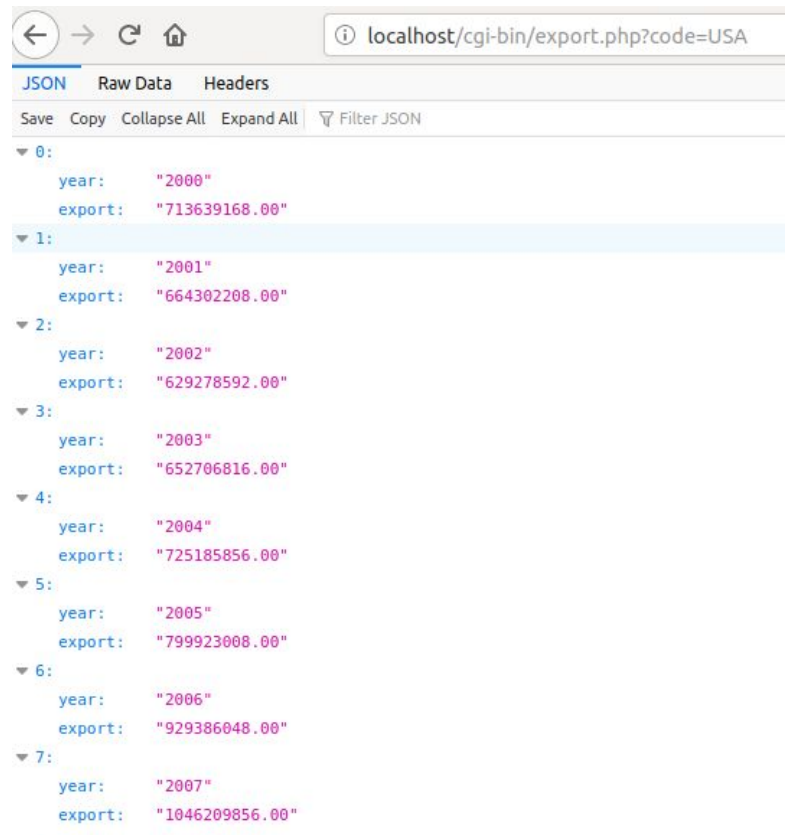 localhost/cgi-bin/export.php?code=USA
JSON Raw Data Headers
Save Copy Collapse All Expand All Filter JSON
0:
year: "2000"
export: "713639168.00"
1:
year: "2001"
export: "664302208.00"
2:
year: "2002"
export: "629278592.00"
3:
year: "2003"
export: "652706816.00"
4:
year: "2004"
export: "725185856.00"
5:
year: "2005"
export: "799923008.00"
6:
year: "2006"
export: "929386048.00"
7:
year: "2007"
export: "1046209856.00"